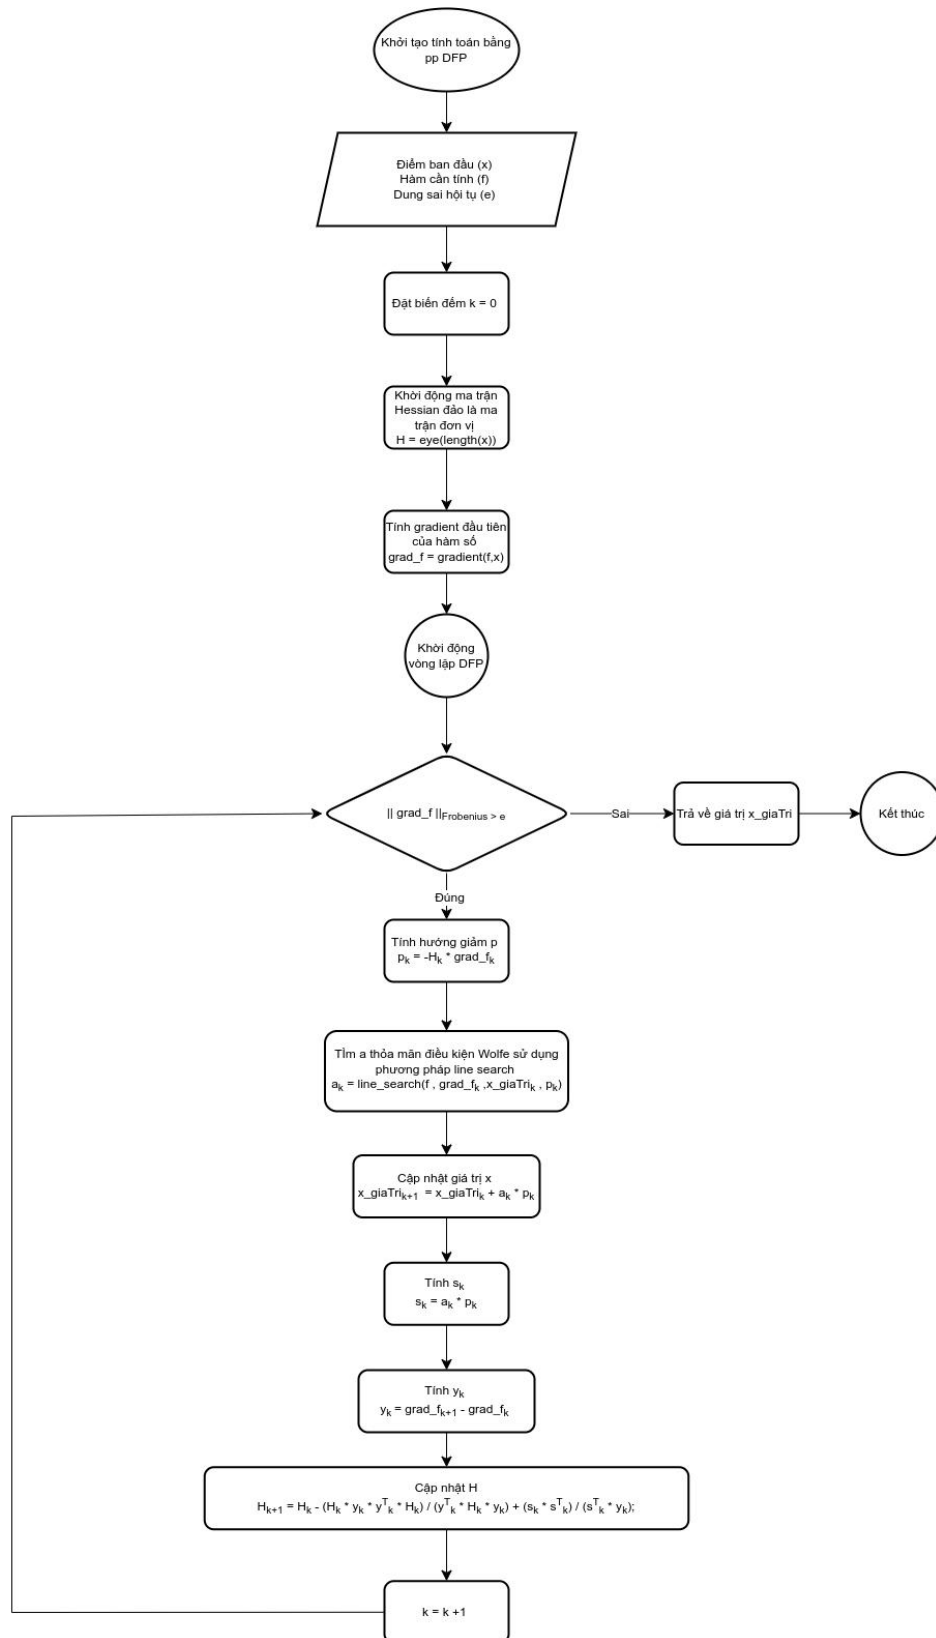 Khởi tạo tính toán bằng
pp DFP
Điểm ban đầu (x)
Hàm cần tính (f)
Dung sai hội tụ (e)
Đặt biến đếm k = 0
Khời động ma trận
Hessian đảo là ma
trận đơn vị
H = eye(length(x))
Tính gradient đầu tiên
của hàm số
grad_f = gradient(f,x)
Khời động
vòng lặp DFP
|| grad_f ||Frobenius > e
Sai
Trả về giá trị x_giaTri
Kết thúc
Đúng
Tính hướng giảm p
pₖ = -Hₖ * grad_fₖ
TÌm a thỏa mãn điều kiện Wolfe sử dụng
phương pháp line search
aₖ = line_search(f , grad_fₖ ,x_giaTriₖ , pₖ)
Cập nhật giá trị x
x_giaTriₖ₊₁ = x_giaTriₖ + aₖ * pₖ
Tính sₖ
sₖ = aₖ * pₖ
Tính yₖ
yₖ = grad_fₖ₊₁ - grad_fₖ
Cập nhật H
Hₖ₊₁ = Hₖ - (Hₖ * yₖ * yᵀₖ * Hₖ) / (yᵀₖ * Hₖ * yₖ) + (sₖ * sᵀₖ) / (sᵀₖ * yₖ);
k = k +1